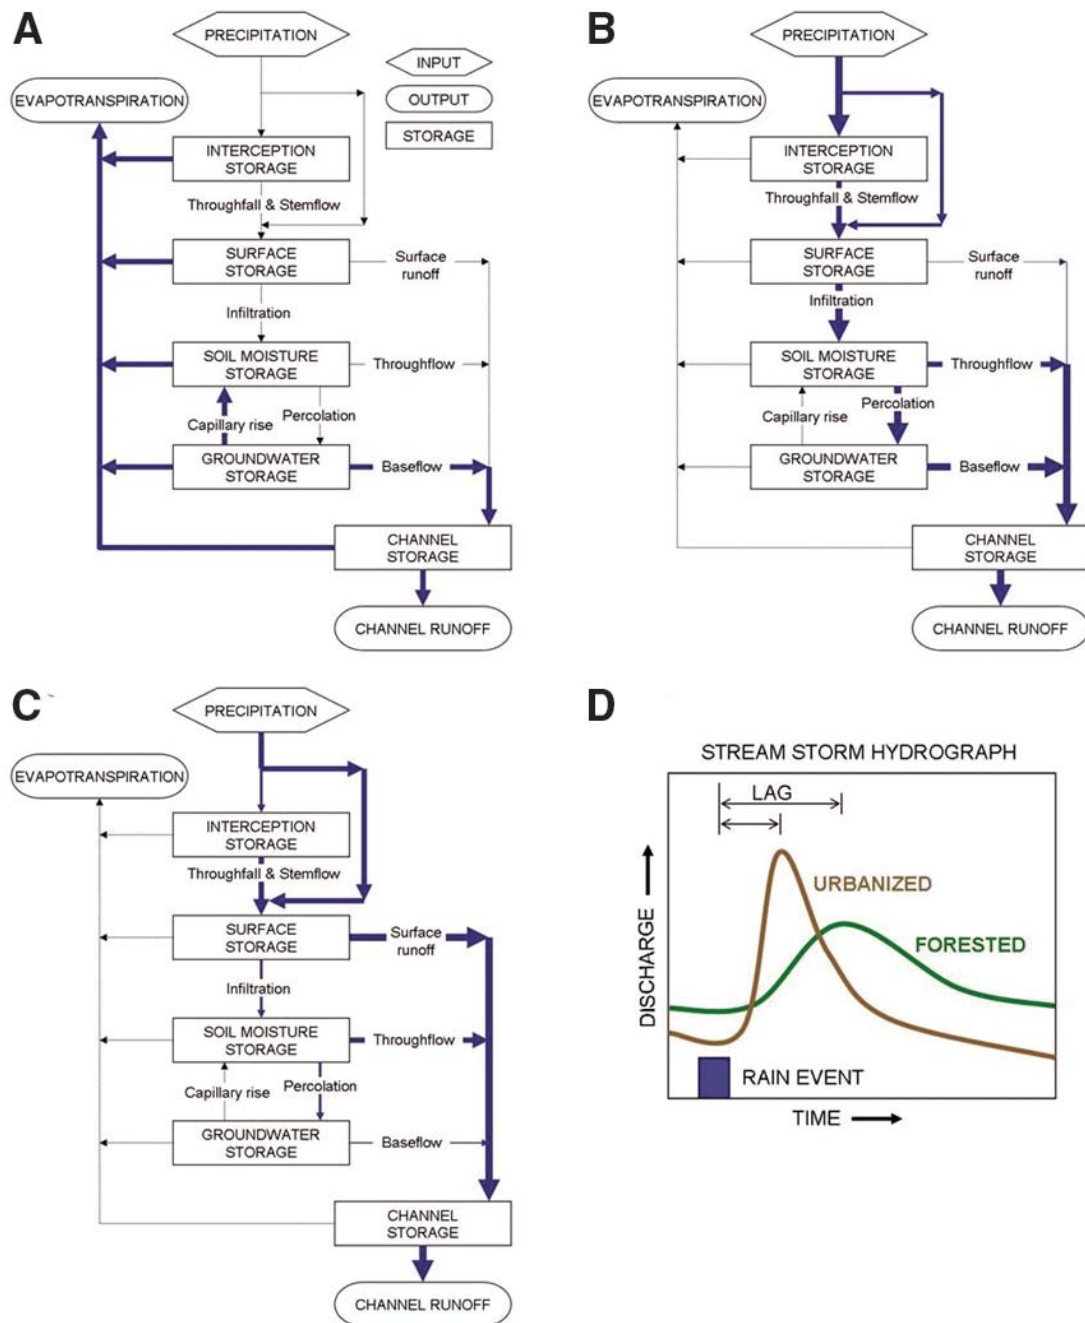 A
PRECIPITATION
INPUT
OUTPUT
STORAGE
EVAPOTRANSPIRATION
INTERCEPTION
STORAGE
Throughfall & Stemflow
SURFACE
STORAGE
Surface
runoff
Infiltration
SOIL MOISTURE
STORAGE
Throughflow
Capillary rise
Percolation
GROUNDWATER
STORAGE
Baseflow
CHANNEL
STORAGE
CHANNEL RUNOFF
B
PRECIPITATION
EVAPOTRANSPIRATION
INTERCEPTION
STORAGE
Throughfall & Stemflow
SURFACE
STORAGE
Surface
runoff
Infiltration
SOIL MOISTURE
STORAGE
Throughflow
Percolation
Capillary rise
GROUNDWATER
STORAGE
Baseflow
CHANNEL
STORAGE
CHANNEL RUNOFF
C
PRECIPITATION
EVAPOTRANSPIRATION
INTERCEPTION
STORAGE
Throughfall & Stemflow
SURFACE
STORAGE
Surface
runoff
Infiltration
SOIL MOISTURE
STORAGE
Throughflow
Capillary rise
Percolation
GROUNDWATER
STORAGE
Baseflow
CHANNEL
STORAGE
CHANNEL RUNOFF
D
STREAM STORM HYDROGRAPH
LAG
URBANIZED
FORESTED
DISCHARGE
RAIN EVENT
TIME